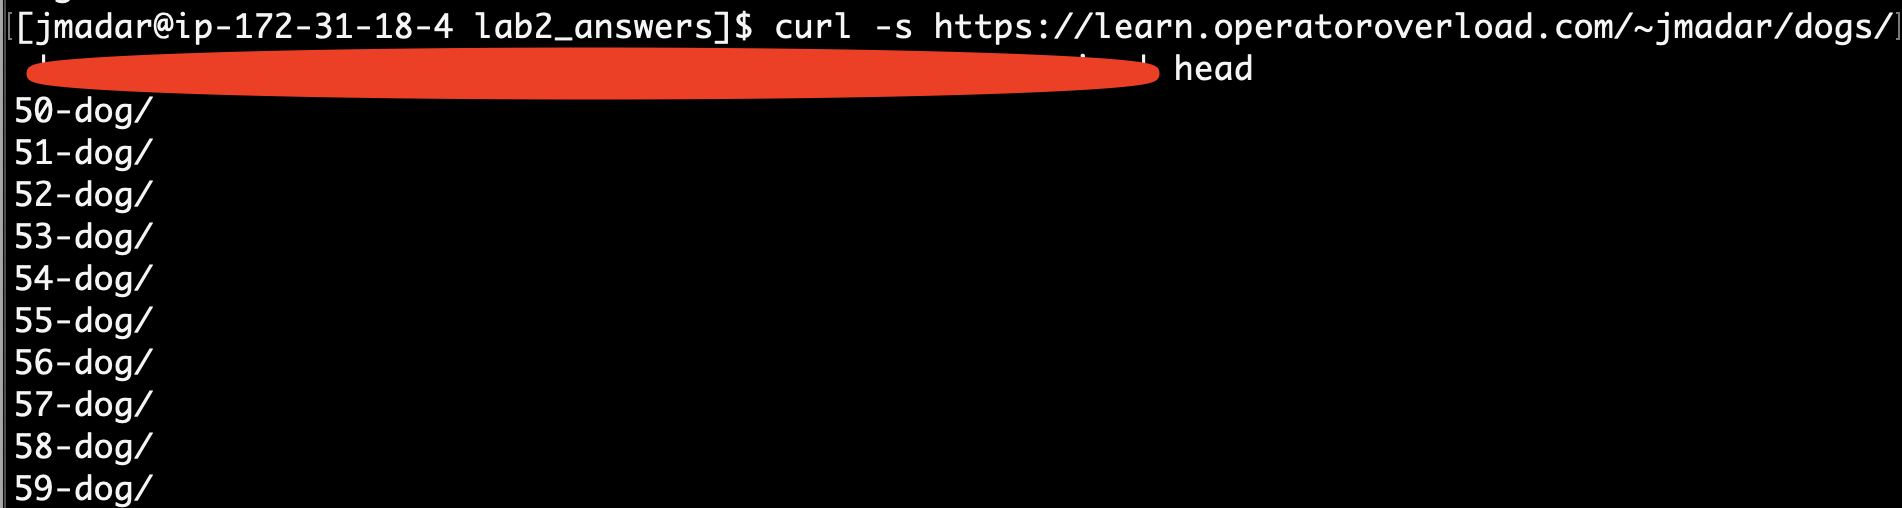 [jmadar@ip-172-31-18-4 lab2_answers]$ curl -s https://learn.operatoroverload.com/~jmadar/dogs/
head
50-dog/
51-dog/
52-dog/
53-dog/
54-dog/
55-dog/
56-dog/
57-dog/
58-dog/
59-dog/